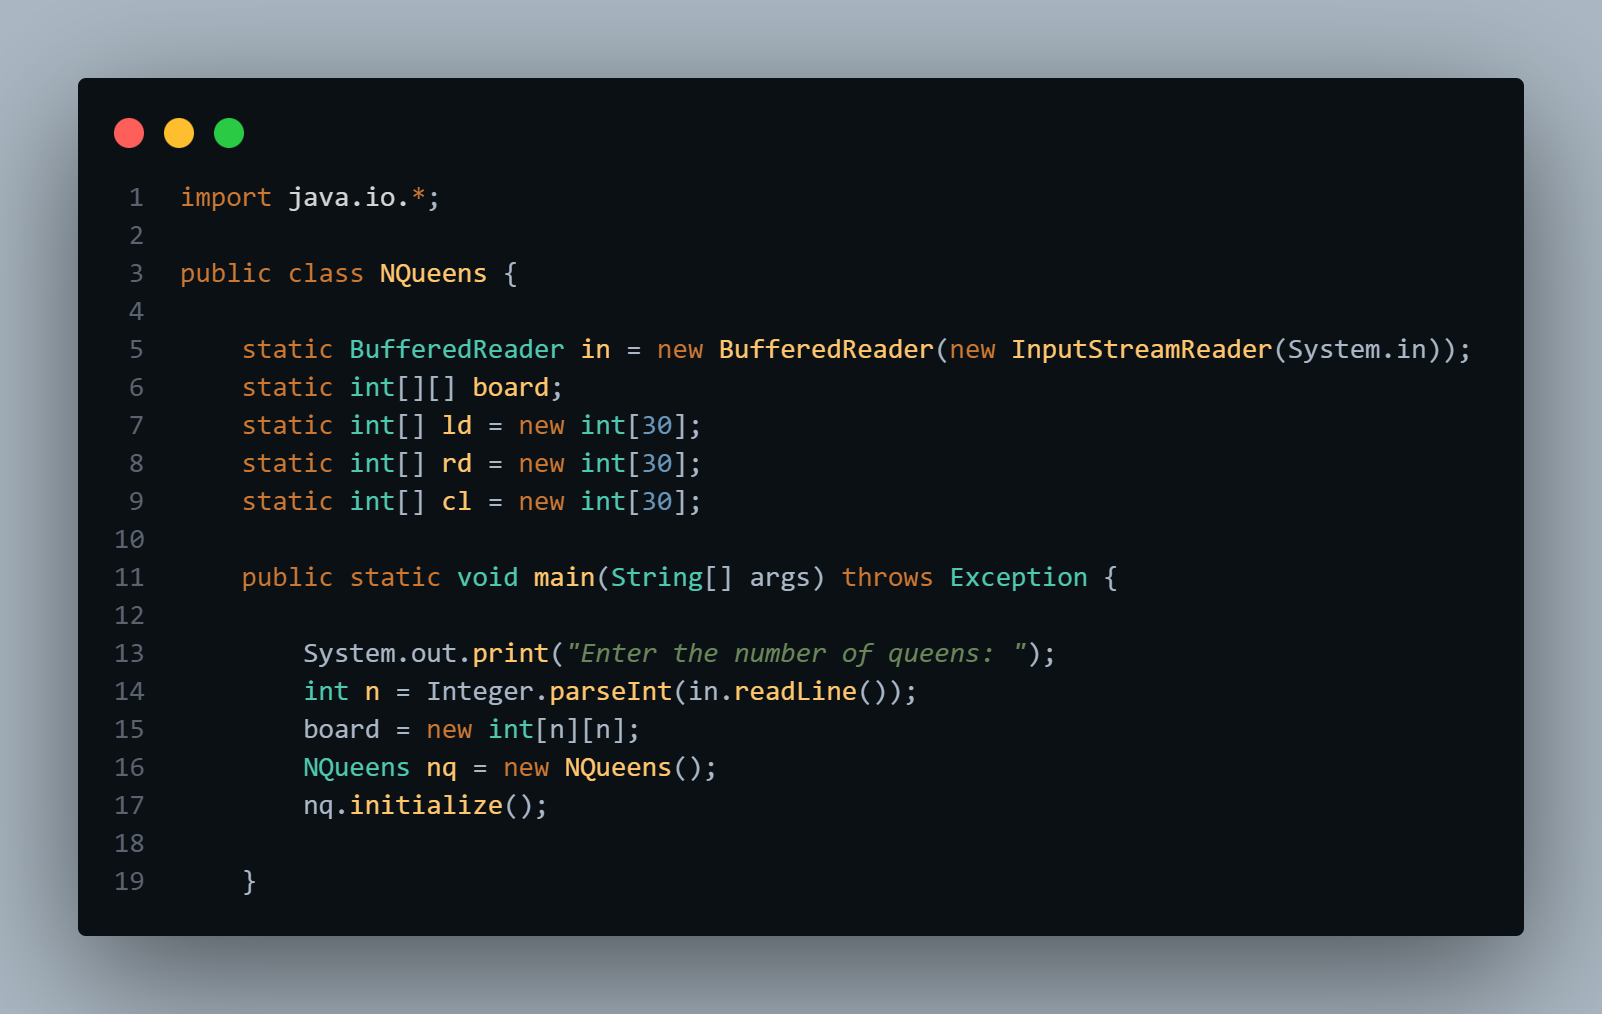 1 import java.io.*;
2
3 public class NQueens {
4
5     static BufferedReader in = new BufferedReader(new InputStreamReader(System.in));
6     static int[][] board;
7     static int[] ld = new int[30];
8     static int[] rd = new int[30];
9     static int[] cl = new int[30];
10
11     public static void main(String[] args) throws Exception {
12
13         System.out.print("Enter the number of queens: ");
14         int n = Integer.parseInt(in.readLine());
15         board = new int[n][n];
16         NQueens nq = new NQueens();
17         nq.initialize();
18
19     }